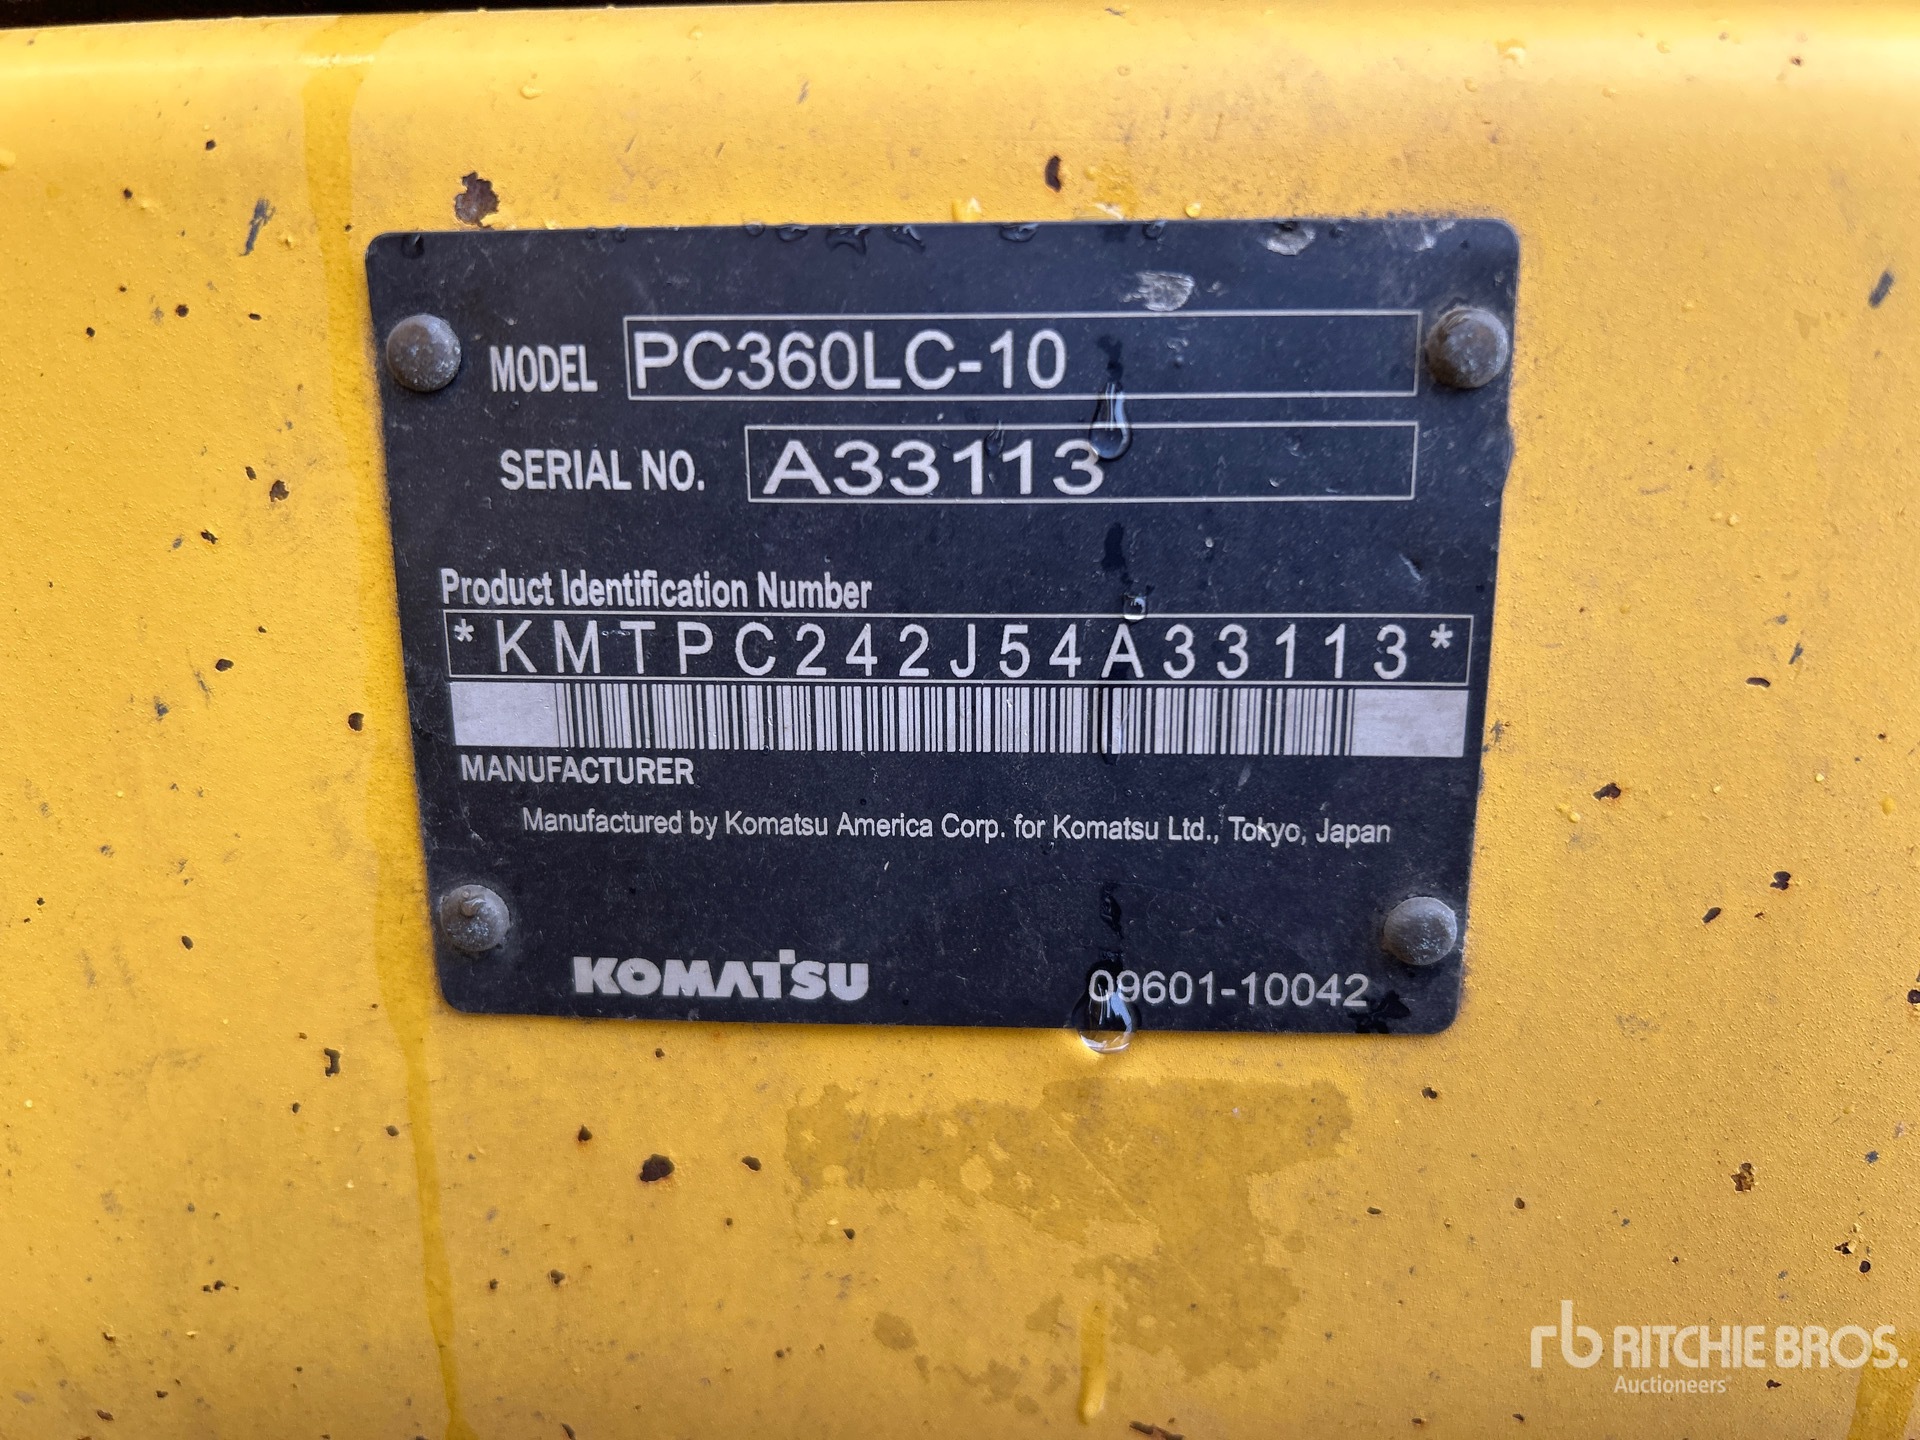 MODEL PC360LC-10
SERIAL NO. A33113
Product Identification Number
*KMTPC242J54A33113*
MANUFACTURER
Manufactured by Komatsu America Corp. for Komatsu Ltd., Tokyo, Japan
KOMATSU 09601-10042
rb RITCHIE BROS.
Auctioneers